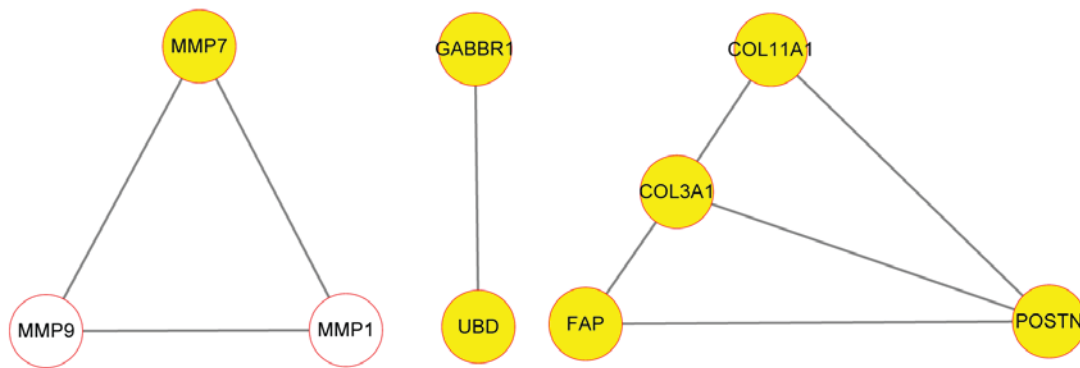 MMP7
GABBR1
COL11A1
COL3A1
MMP9
MMP1
UBD
FAP
POSTN